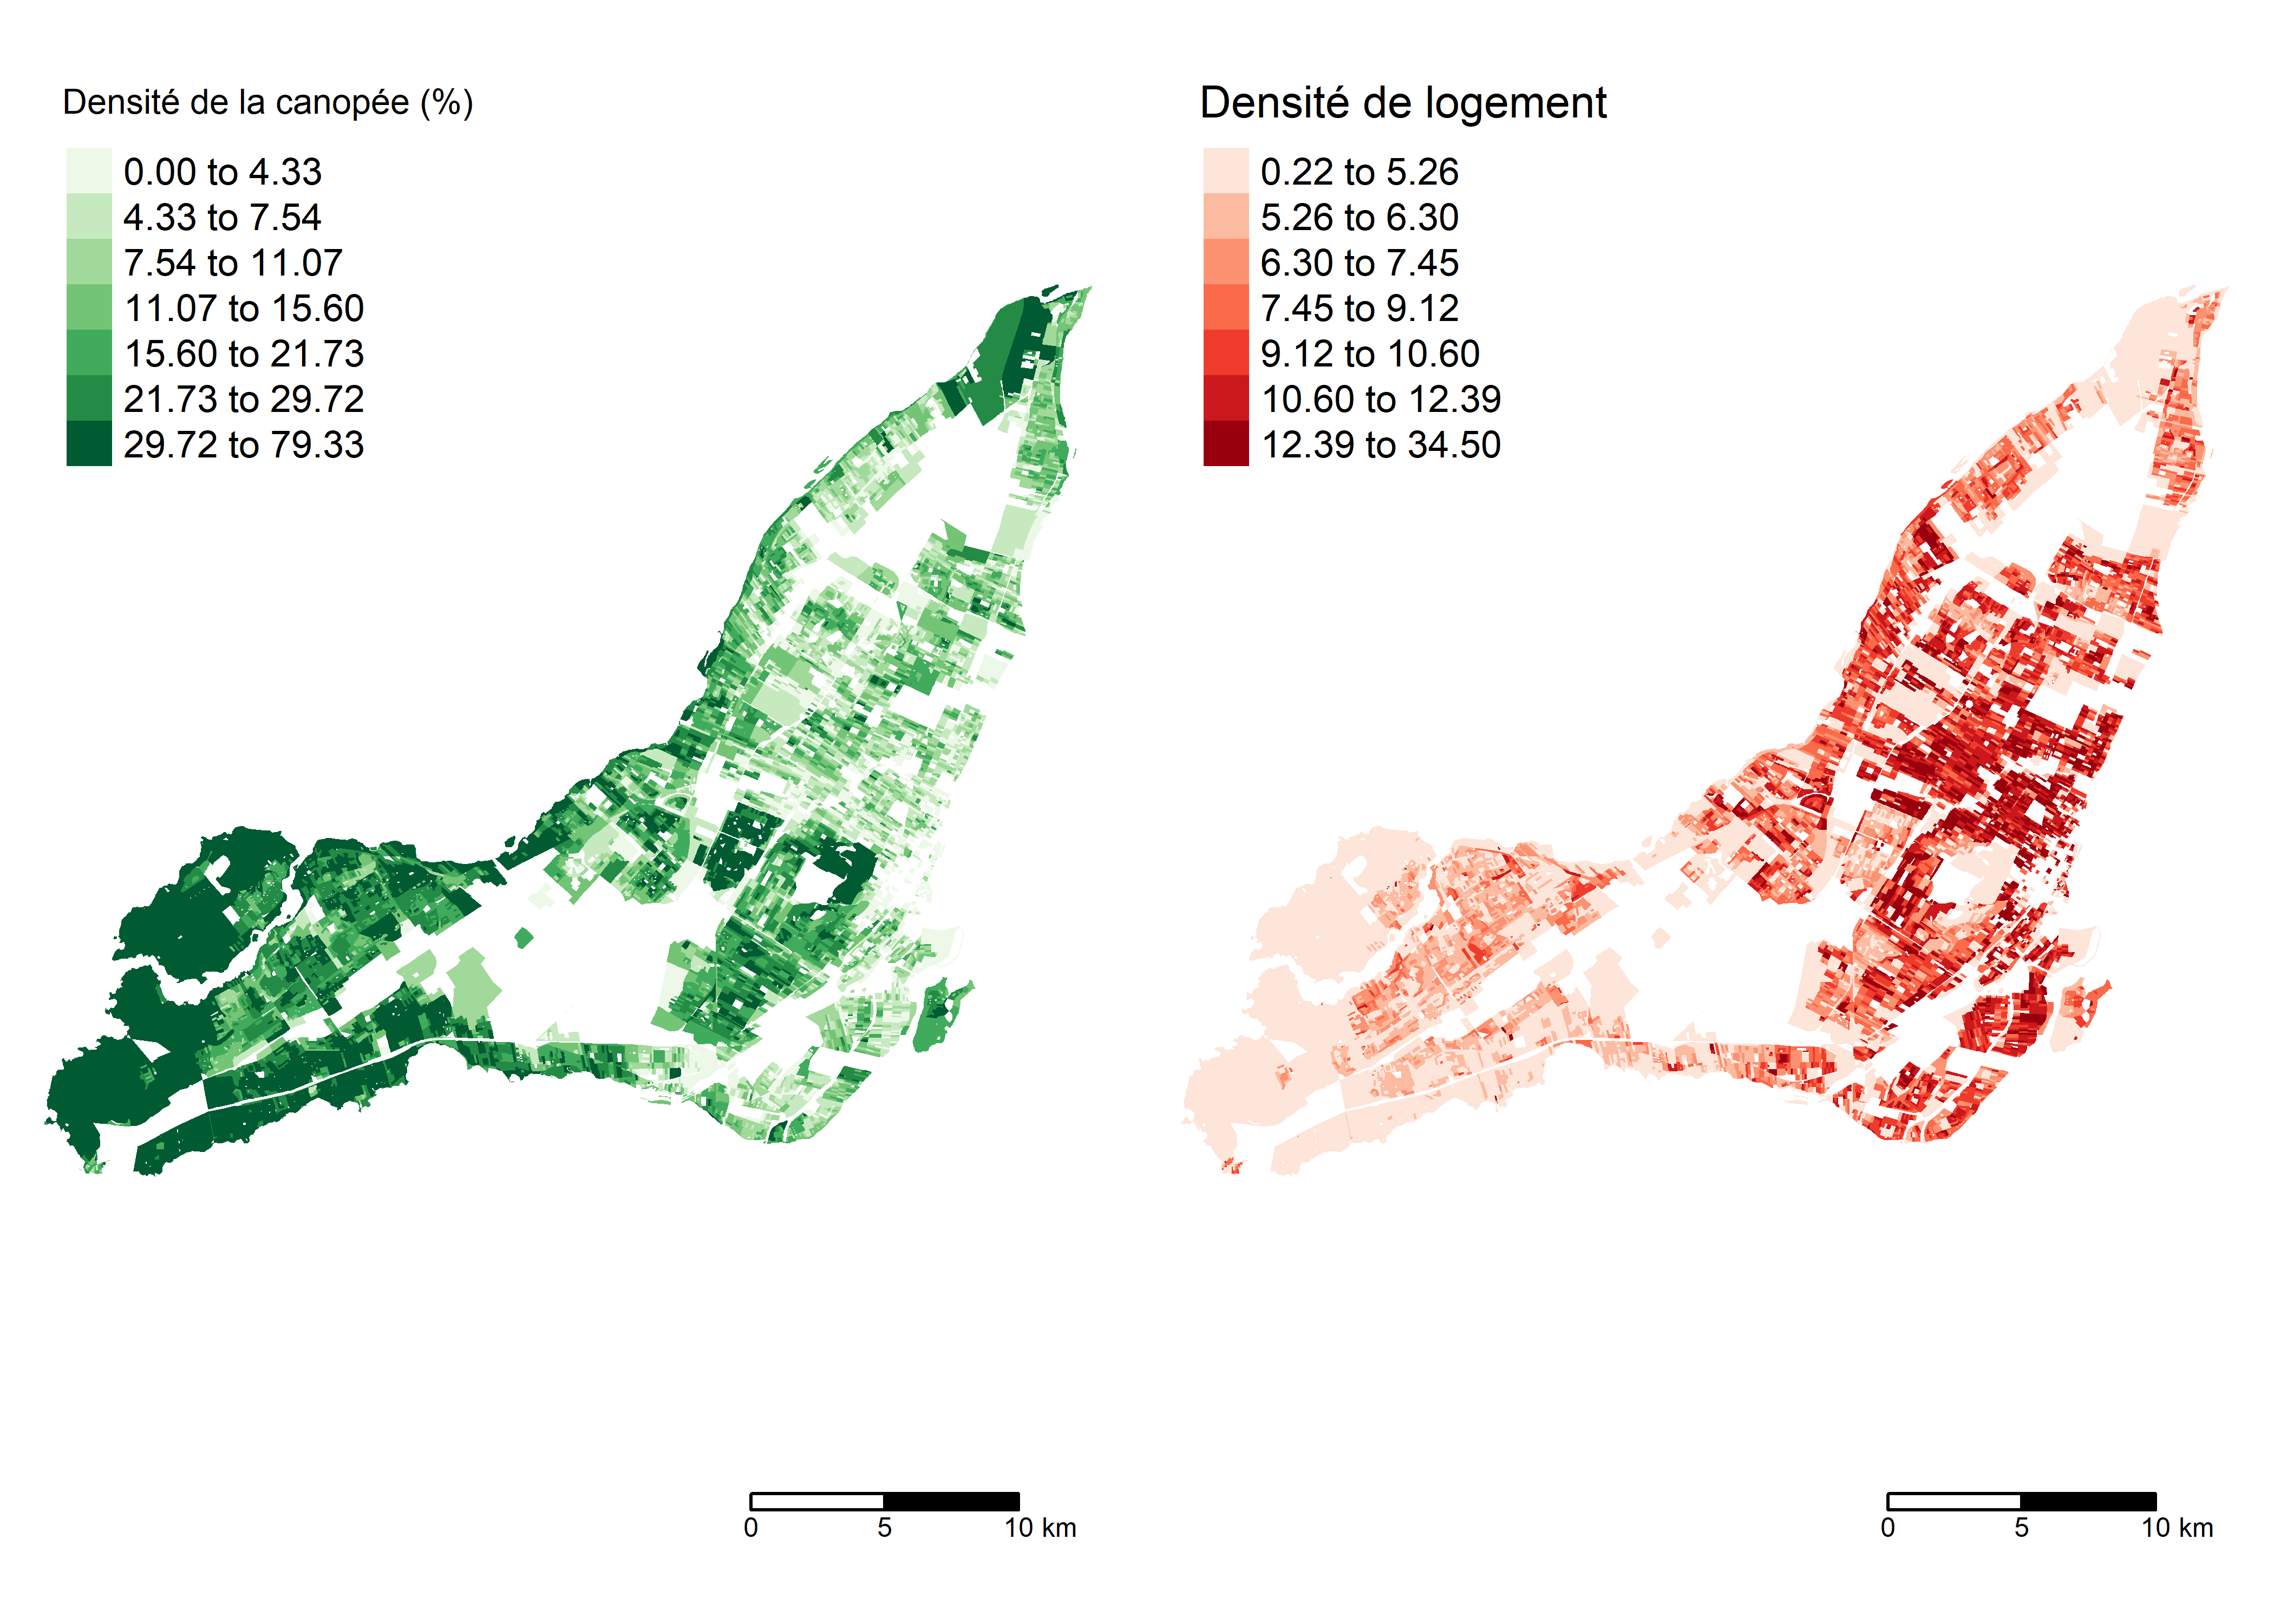 Densité de la canopée (%)
0.00 to 4.33
4.33 to 7.54
7.54 to 11.07
11.07 to 15.60
15.60 to 21.73
21.73 to 29.72
29.72 to 79.33
0 5 10 km
Densité de logement
0.22 to 5.26
5.26 to 6.30
6.30 to 7.45
7.45 to 9.12
9.12 to 10.60
10.60 to 12.39
12.39 to 34.50
0 5 10 km